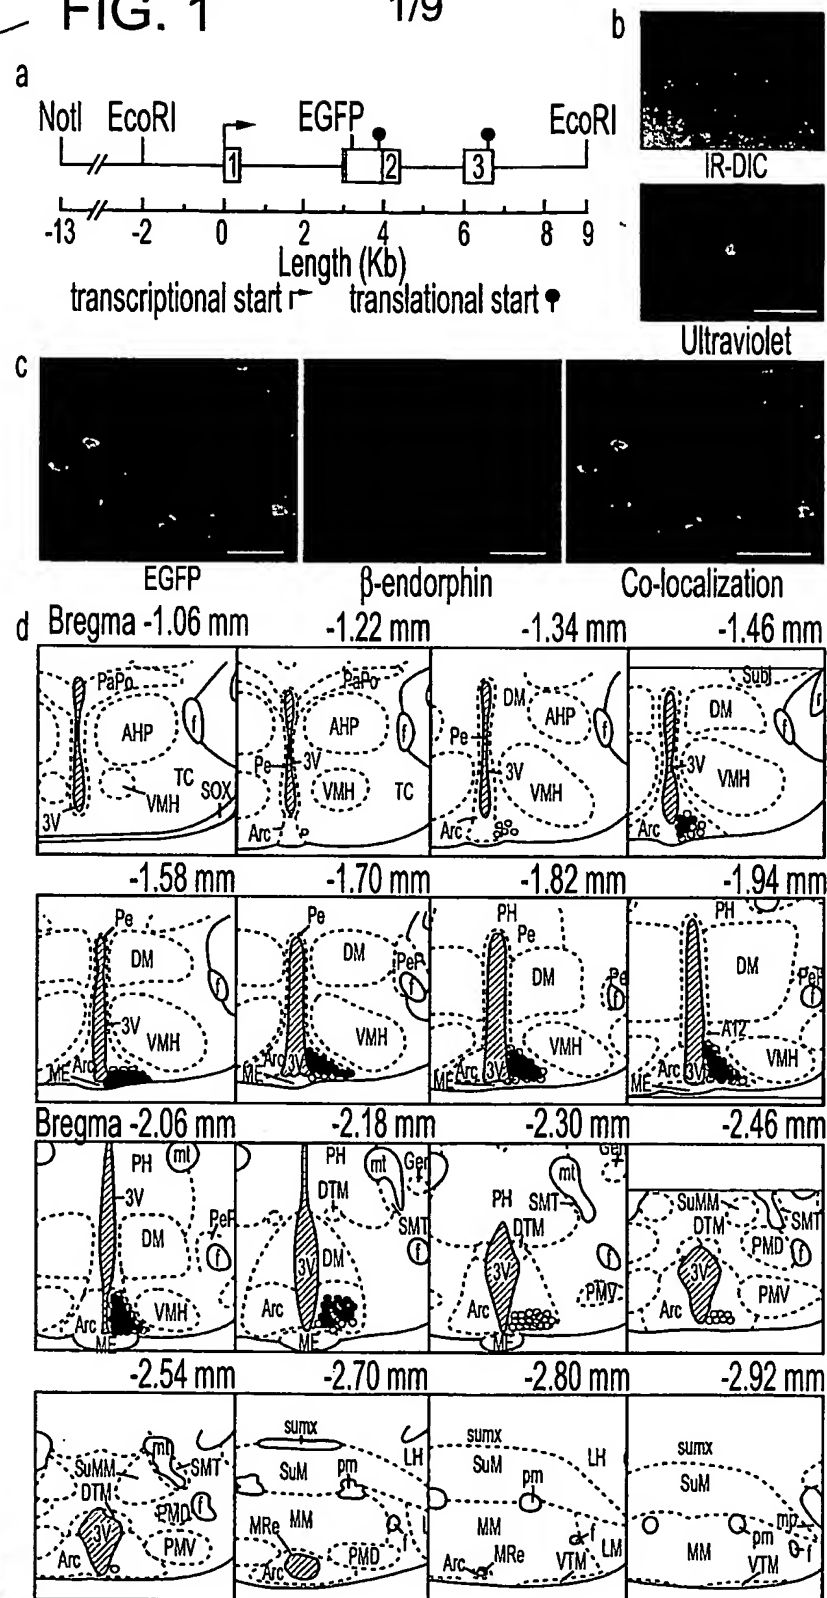 FIG. 1
1/9
a
NotI EcoRI EGFP EcoRI
1 2 3
-13 -2 0 2 4 6 8 9
Length (Kb)
transcriptional start translational start
b
IR-DIC
Ultraviolet
c
EGFP β-endorphin Co-localization
d
Bregma -1.06 mm -1.22 mm -1.34 mm -1.46 mm
PaPo AHP f TC VMH SOX 3V
PaPo AHP f Pe 3V VMH TC Arc
DM AHP f Pe 3V VMH Arc
SubI DM f 3V VMH Arc
-1.58 mm -1.70 mm -1.82 mm -1.94 mm
Pe DM f 3V VMH Arc ME
Pe DM PeF f VMH Arc 3V ME
PH Pe DM Pe f VMH Arc 3V ME
PH DM PeF f A12 VMH Arc 3V ME
Bregma -2.06 mm -2.18 mm -2.30 mm -2.46 mm
PH mt 3V PeF DM f Arc VMH ME
PH mt Gem DTM SMT 3V DM f Arc ME
Gem mt PH SMT DTM 3V f PMV Arc ME
SuMM SMT DTM PMD f 3V PMV Arc
-2.54 mm -2.70 mm -2.80 mm -2.92 mm
mt SuMM SMT DTM PMD f 3V PMV Arc
sumx LH SuM pm MM f MRe PMD Arc
sumx SuM LH pm MM f MRe LM Arc VTM
sumx SuM mp pm f MM VTM